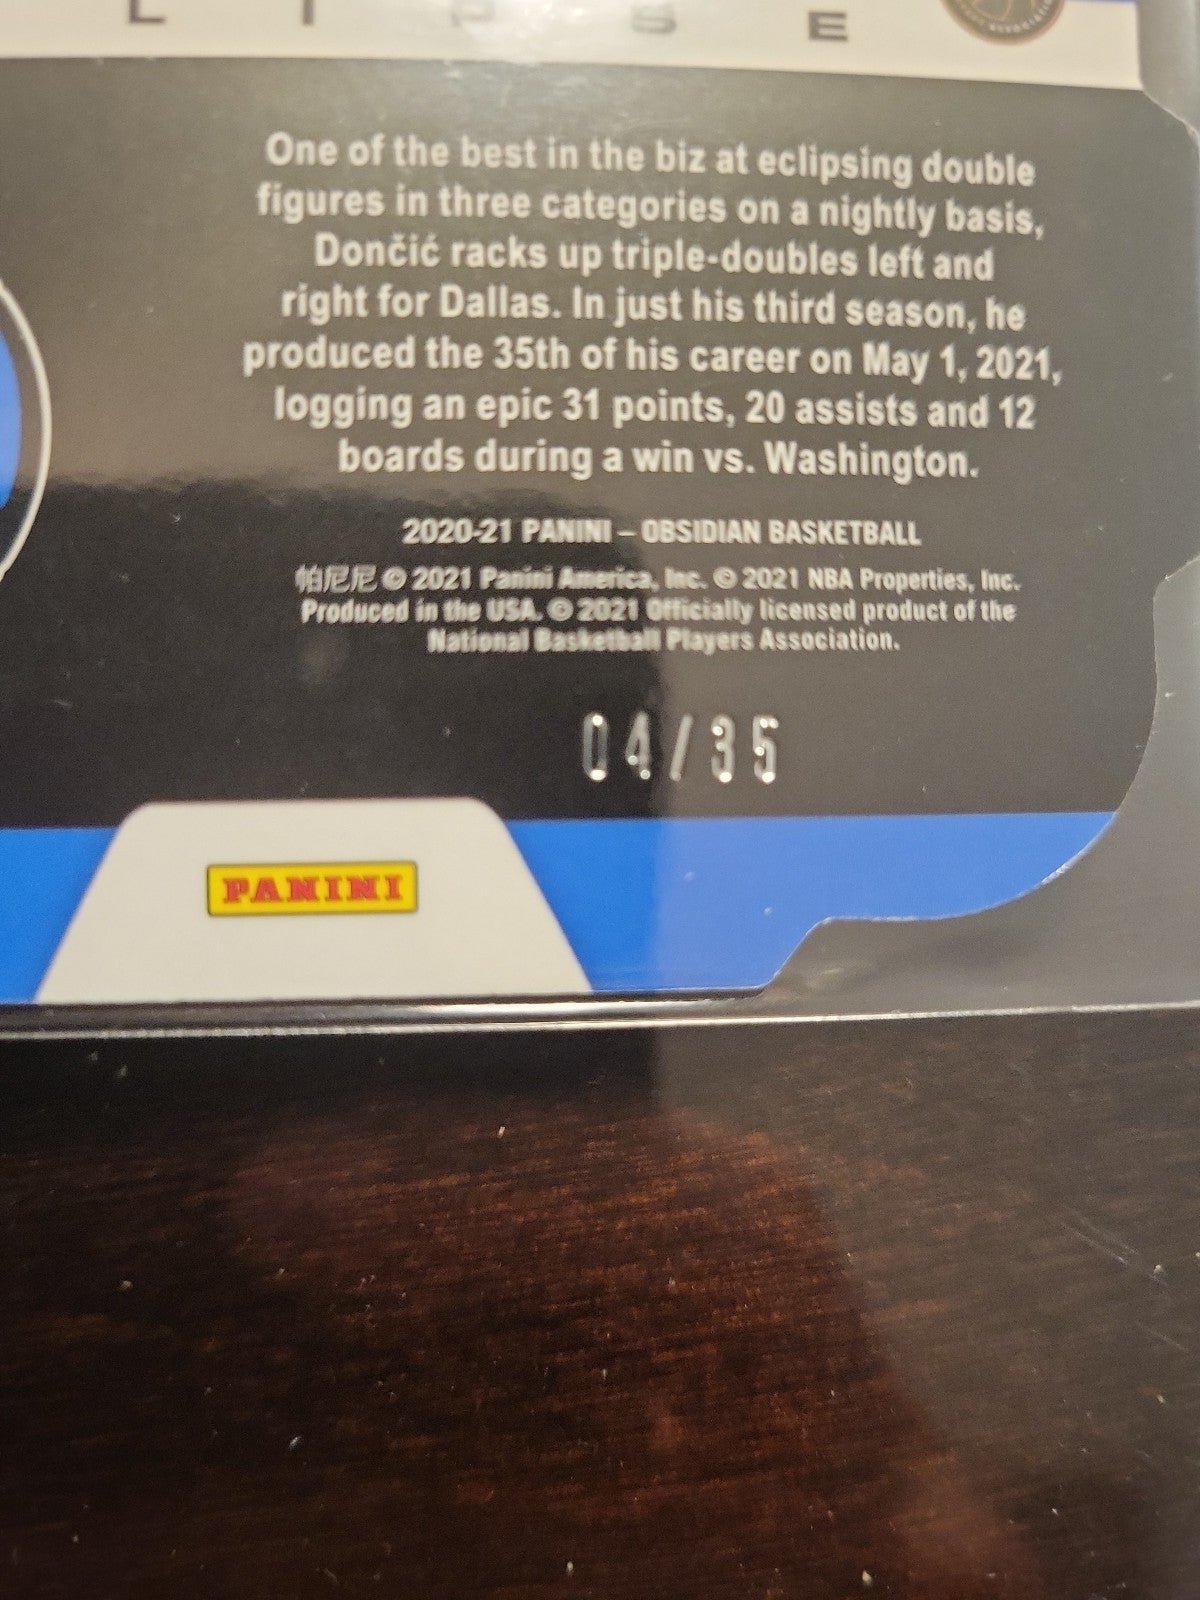 L I P S E
ASSOCIATION
One of the best in the biz at eclipsing double
figures in three categories on a nightly basis,
Dončić racks up triple-doubles left and
right for Dallas. In just his third season, he
produced the 35th of his career on May 1, 2021,
logging an epic 31 points, 20 assists and 12
boards during a win vs. Washington.
2020-21 PANINI – OBSIDIAN BASKETBALL
帕尼尼 © 2021 Panini America, Inc. © 2021 NBA Properties, Inc.
Produced in the USA. © 2021 Officially licensed product of the
National Basketball Players Association.
04/35
PANINI